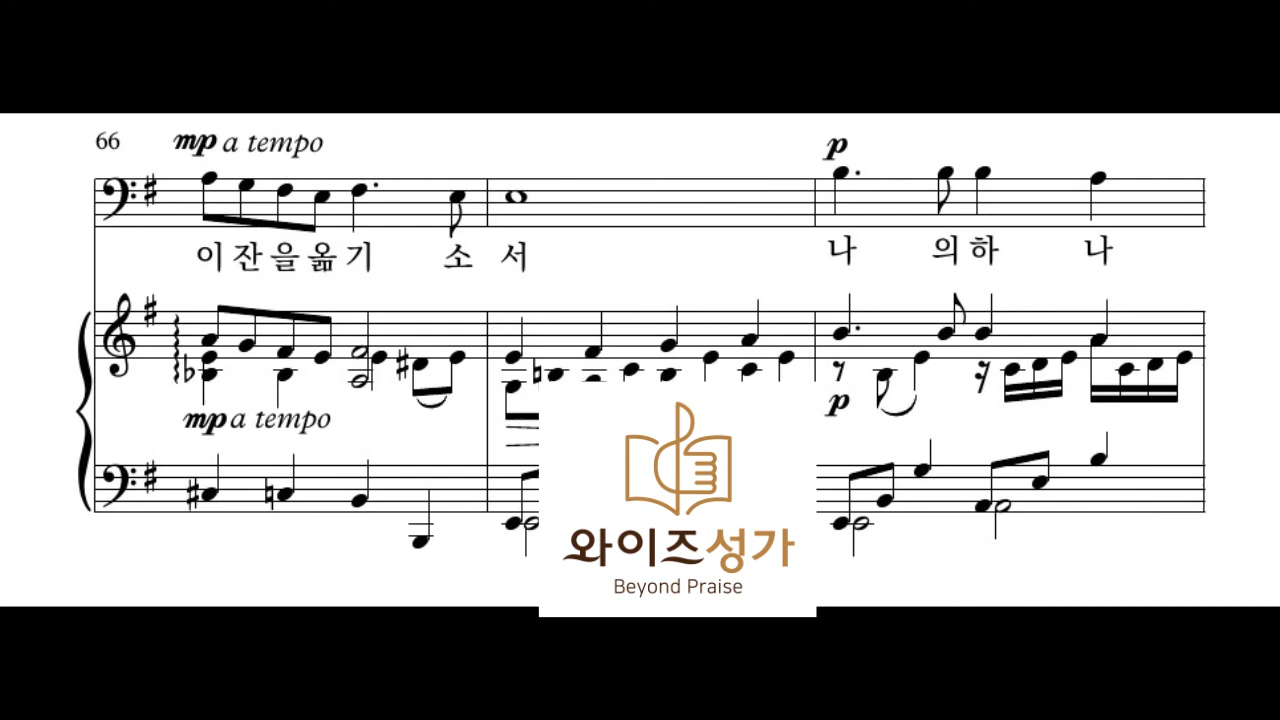 66 mp a tempo p
이 잔 을 옮 기 소 서 나 의 하 나
mp a tempo p
와이즈성가
Beyond Praise